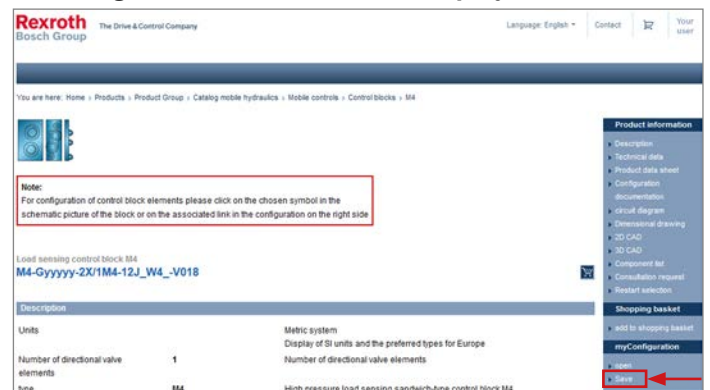 Rexroth
Bosch Group
The Drive & Control Company
Language: English
Contact
Your
user
You are here: Home › Products › Product Group › Catalog mobile hydraulics › Mobile controls › Control blocks › M4
Note:
For configuration of control block elements please click on the chosen symbol in the
schematic picture of the block or on the associated link in the configuration on the right side
Load sensing control block M4
M4-Gyyyyy-2X/1M4-12J_W4_-V018
Description
Units
Metric system
Display of SI units and the preferred types for Europe
Number of directional valve
elements
1
Number of directional valve elements
type
M4
High pressure load sensing sandwich-type control block M4
Product information
Description
Technical data
Product data sheet
Configuration
documentation
circuit diagram
Dimensional drawing
2D CAD
3D CAD
Component list
Consultation request
Restart selection
Shopping basket
add to shopping basket
myConfiguration
open
Save